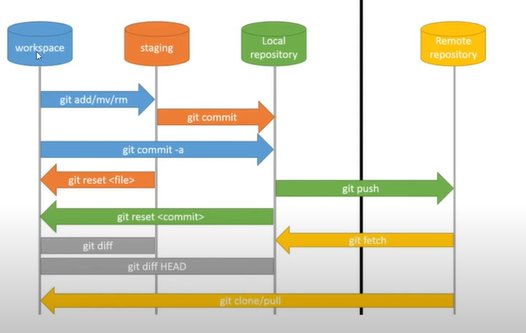 workspace
staging
Local
repository
Remote
repository
git add/mv/rm
git commit
git commit -a
git reset <file>
git push
git reset <commit>
git fetch
git diff
git diff HEAD
git clone/pull